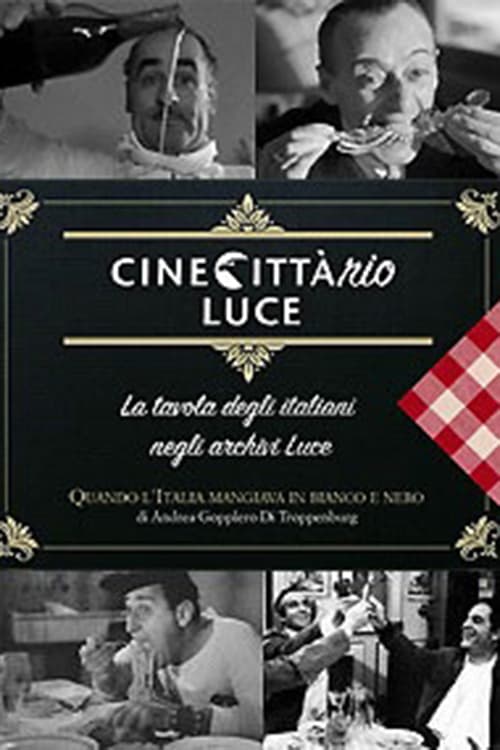 CINECITTÀrio
LUCE
La tavola degli italiani
negli archivi Luce
QUANDO L'ITALIA MANGIAVA IN BIANCO E NERO
di Andrea Gropplero Di Troppenburg